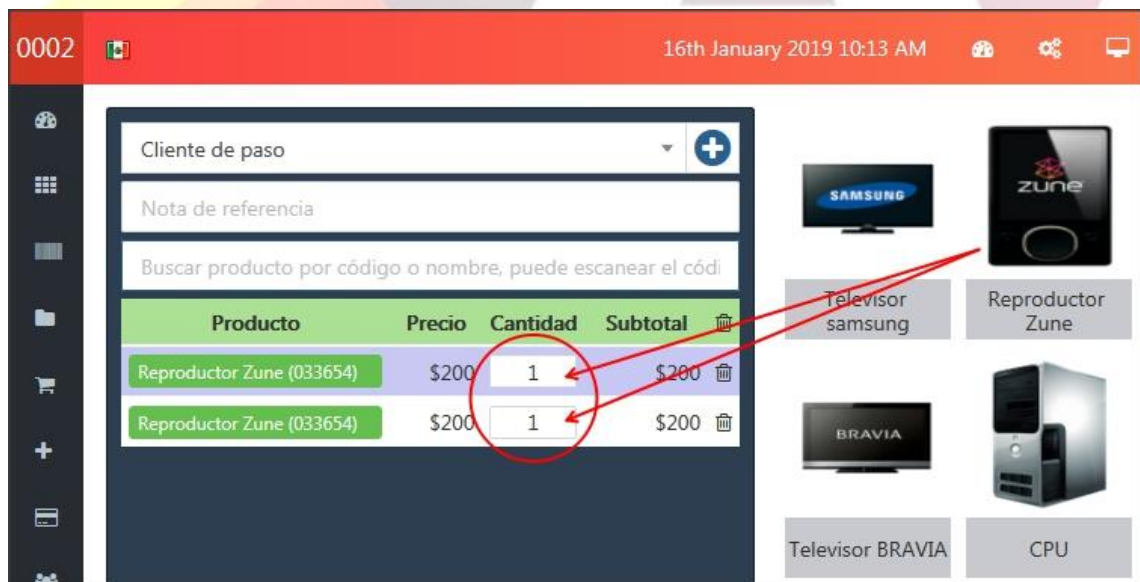 0002
16th January 2019 10:13 AM
Cliente de paso
Nota de referencia
Buscar producto por código o nombre, puede escanear el códi
Producto Precio Cantidad Subtotal
Reproductor Zune (033654) $200 1 $200
Reproductor Zune (033654) $200 1 $200
SAMSUNG
zune
Televisor
samsung
Reproductor
Zune
BRAVIA
Televisor BRAVIA
CPU